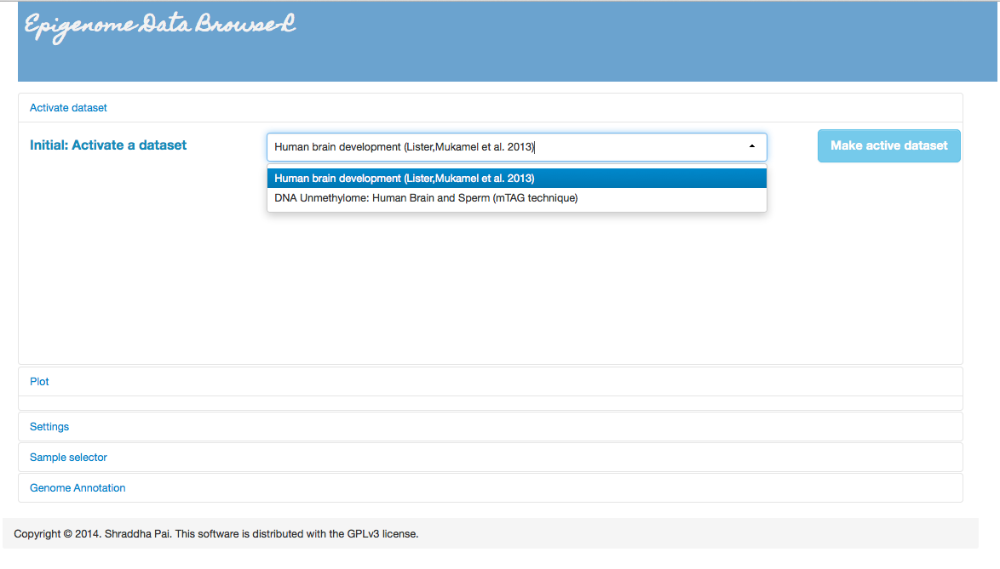 Epigenome Data BrowseR
Activate dataset
Initial: Activate a dataset
Human brain development (Lister,Mukamel et al. 2013)
Make active dataset
Human brain development (Lister,Mukamel et al. 2013)
DNA Unmethylome: Human Brain and Sperm (mTAG technique)
Plot
Settings
Sample selector
Genome Annotation
Copyright © 2014. Shraddha Pai. This software is distributed with the GPLv3 license.